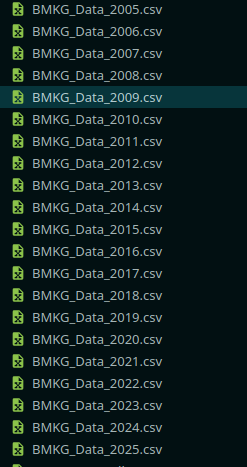 BMKG_Data_2005.csv
BMKG_Data_2006.csv
BMKG_Data_2007.csv
BMKG_Data_2008.csv
BMKG_Data_2009.csv
BMKG_Data_2010.csv
BMKG_Data_2011.csv
BMKG_Data_2012.csv
BMKG_Data_2013.csv
BMKG_Data_2014.csv
BMKG_Data_2015.csv
BMKG_Data_2016.csv
BMKG_Data_2017.csv
BMKG_Data_2018.csv
BMKG_Data_2019.csv
BMKG_Data_2020.csv
BMKG_Data_2021.csv
BMKG_Data_2022.csv
BMKG_Data_2023.csv
BMKG_Data_2024.csv
BMKG_Data_2025.csv